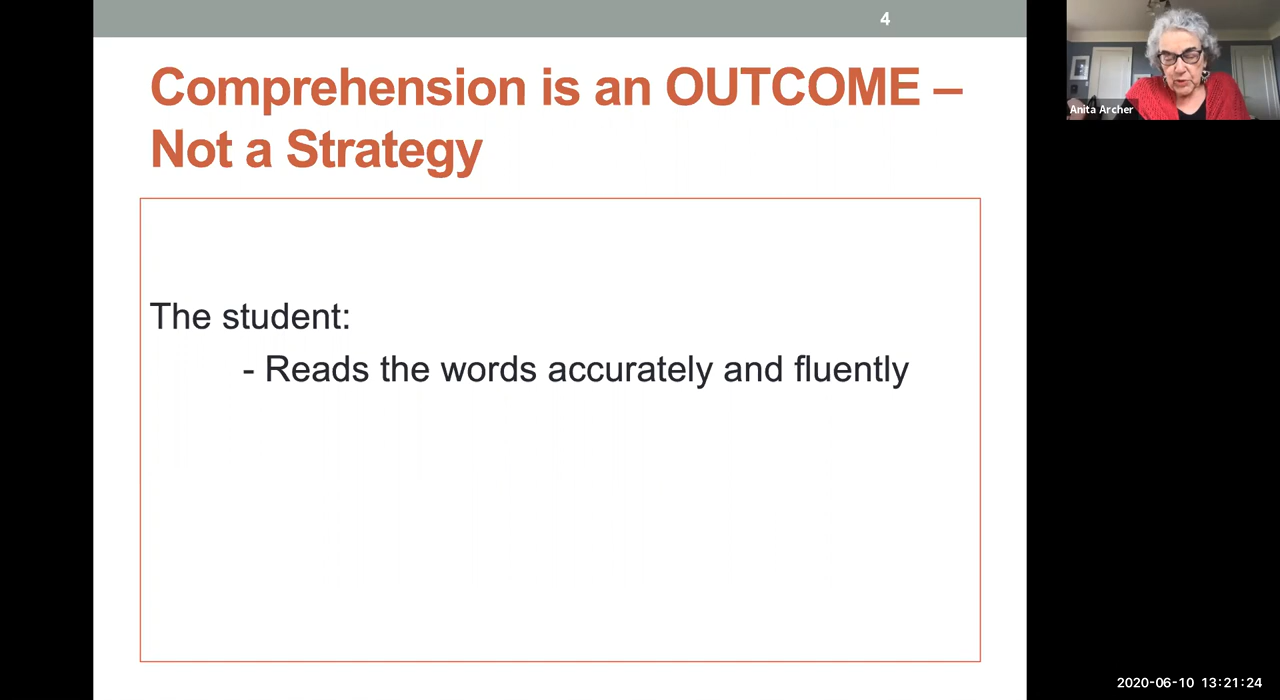 4
Comprehension is an OUTCOME –
Not a Strategy
The student:
- Reads the words accurately and fluently
Anita Archer
2020-06-10 13:21:24